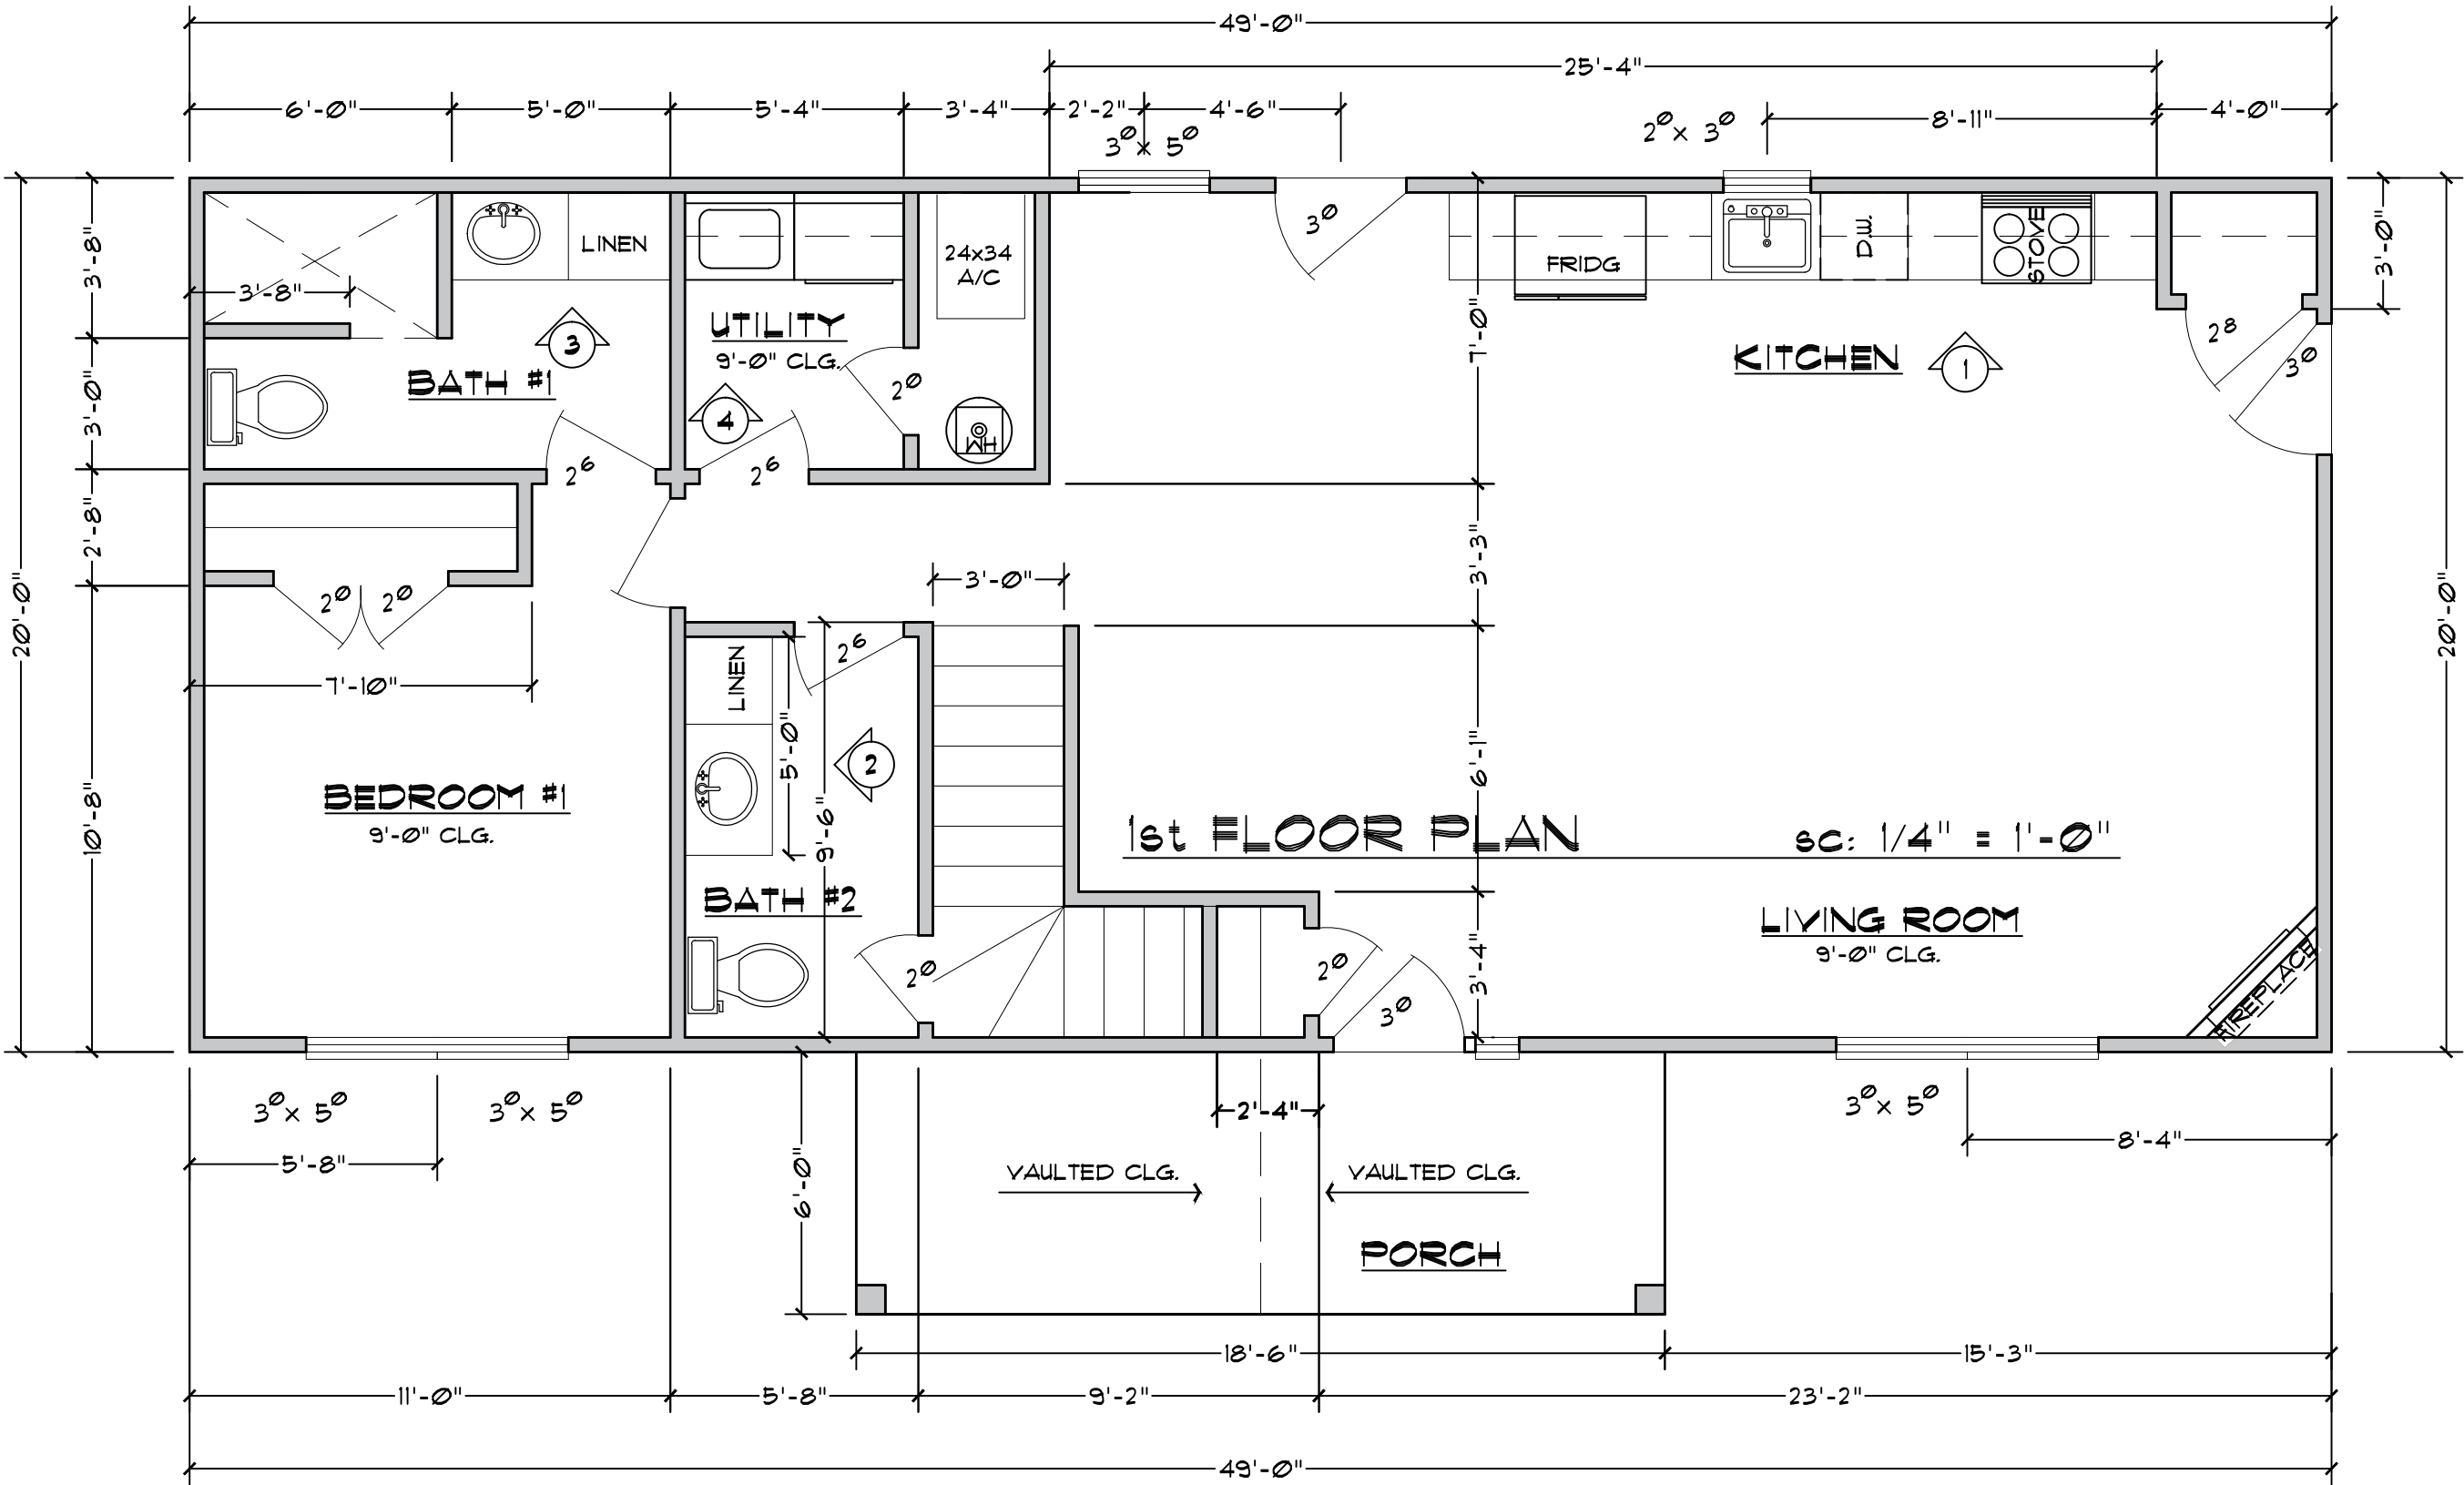 49'-0"
25'-4"
6'-0"
5'-0"
5'-4"
3'-4"
2'-2"
4'-6"
8'-11"
4'-0"
3⁰ x 5⁰
2⁰ x 3⁰
20'-0"
3'-8"
3'-0"
2'-8"
10'-8"
3'-8"
LINEN
BATH #1
3
2⁶
UTILITY
9'-0" CLG.
4
2⁶
2⁰
24x34
A/C
WH
3⁰
7'-0"
3'-3"
6'-1"
3'-4"
FRIDG
D.W.
STOVE
KITCHEN
1
2⁸
3⁰
3'-0"
20'-0"
2⁰
2⁰
7'-10"
BEDROOM #1
9'-0" CLG.
3'-0"
LINEN
2⁶
5'-0"
9'-6"
2
BATH #2
2⁰
1st FLOOR PLAN
sc: 1/4" = 1'-0"
LIVING ROOM
9'-0" CLG.
FIREPLACE
2⁰
3⁰
3⁰ x 5⁰
3⁰ x 5⁰
3⁰ x 5⁰
5'-8"
2'-4"
8'-4"
6'-0"
VAULTED CLG.
VAULTED CLG.
PORCH
18'-6"
15'-3"
11'-0"
5'-8"
9'-2"
23'-2"
49'-0"